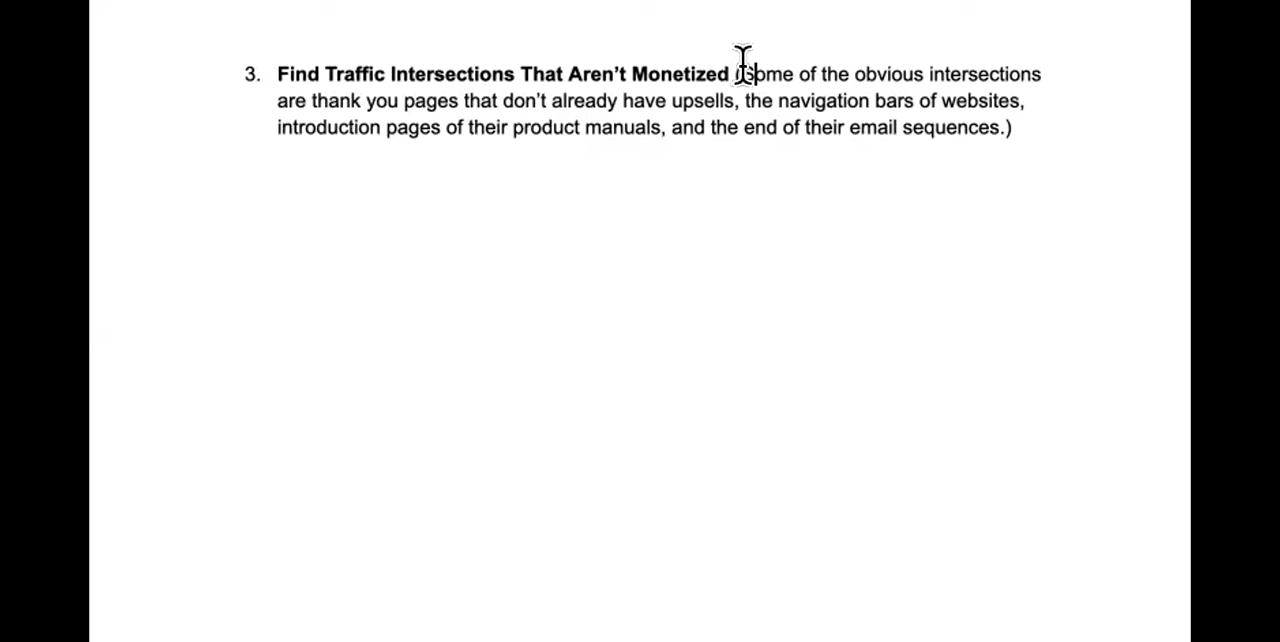 3. Find Traffic Intersections That Aren’t Monetized (Some of the obvious intersections
are thank you pages that don’t already have upsells, the navigation bars of websites,
introduction pages of their product manuals, and the end of their email sequences.)